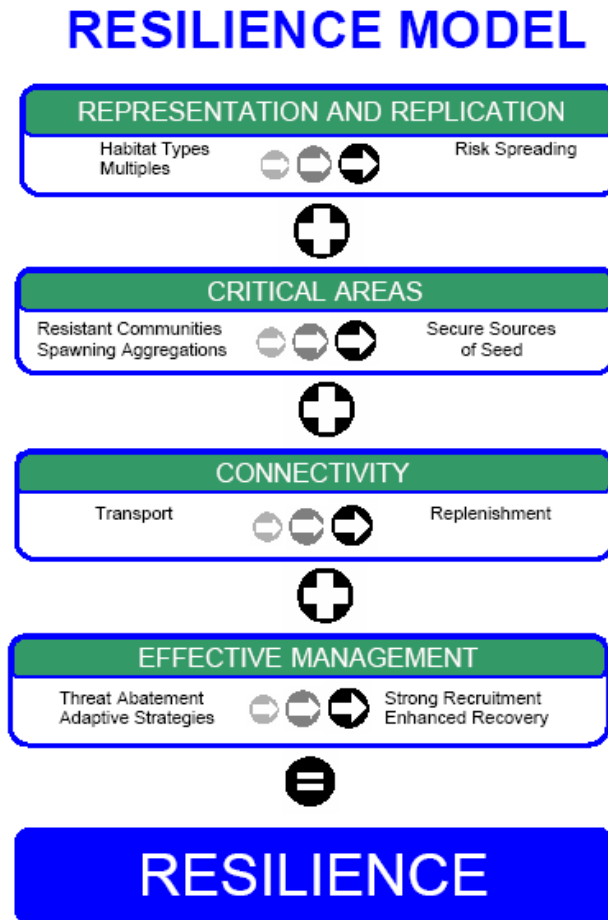 RESILIENCE MODEL
REPRESENTATION AND REPLICATION
Habitat Types
Multiples
Risk Spreading
CRITICAL AREAS
Resistant Communities
Spawning Aggregations
Secure Sources
of Seed
CONNECTIVITY
Transport
Replenishment
EFFECTIVE MANAGEMENT
Threat Abatement
Adaptive Strategies
Strong Recruitment
Enhanced Recovery
RESILIENCE